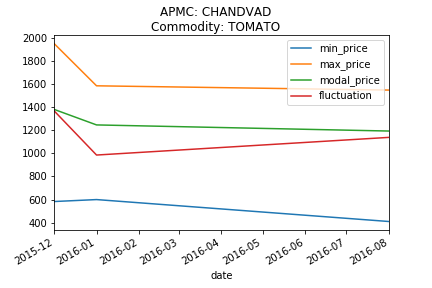 APMC: CHANDVAD
Commodity: TOMATO
2000
1800
1600
1400
1200
1000
800
600
400
min_price
max_price
modal_price
fluctuation
2015-12
2016-01
2016-02
2016-03
2016-04
2016-05
2016-06
2016-07
2016-08
date